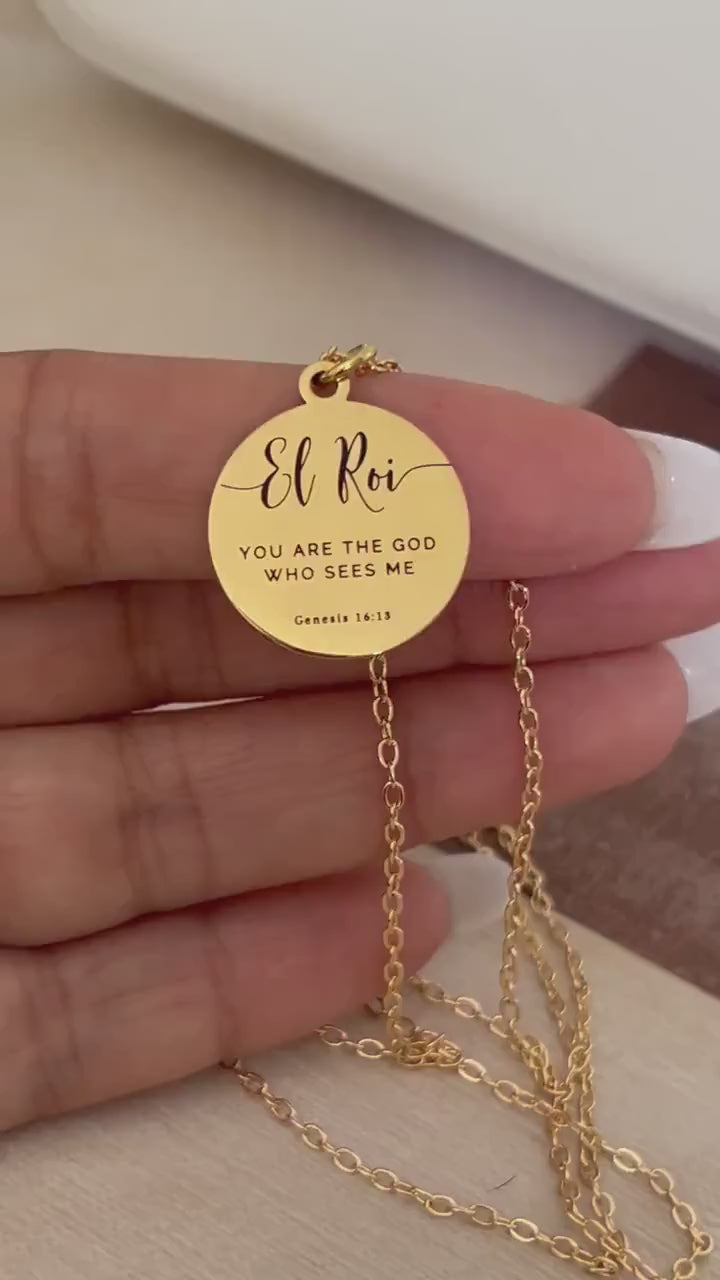 El Roi
YOU ARE THE GOD
WHO SEES ME
Genesis 16:13